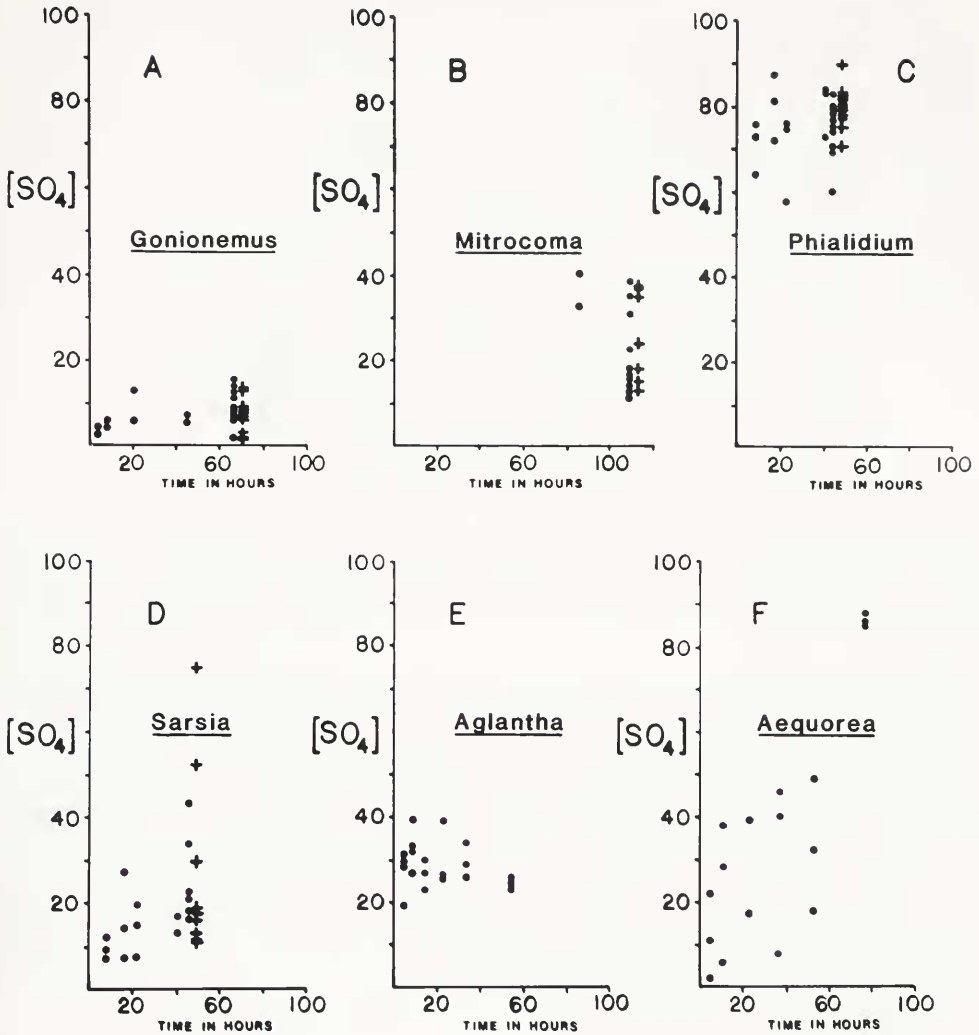 100
80
[SO4]
40
20
20 60 100
TIME IN HOURS
A
Gonionemus
100
80
[SO4]
40
20
20 60 100
TIME IN HOURS
B
Mitrocoma
100
80
[SO4]
40
20
20 60 100
TIME IN HOURS
C
Phialidium
100
80
[SO4]
40
20
20 60 100
TIME IN HOURS
D
Sarsia
100
80
[SO4]
40
20
20 60 100
TIME IN HOURS
E
Aglantha
100
80
[SO4]
40
20
20 60 100
TIME IN HOURS
F
Aequorea